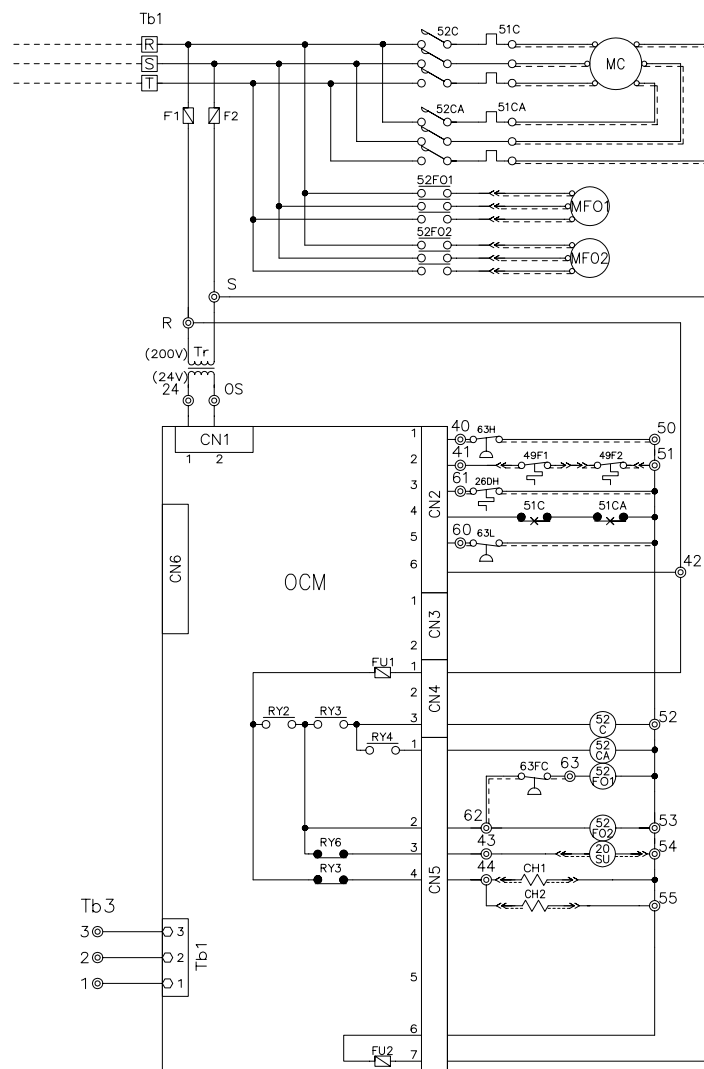 Tb1
52C 51C
R
S
T
MC
F1 F2
52CA 51CA
52FO1
MFO1
52FO2
MFO2
S
R
(200V) Tr
(24V)
24 OS
CN1
1 2
1 40 63H 50
2 41 49F1 49F2 51
3 61 26DH
CN2
4 51C 51CA
5 60 63L
6 42
CN6
OCM
1
CN3
2
FU1 1
2
CN4
RY2 RY3 3 52 C 52
RY4 1 52 CA
63FC 63 52 FO1
2 62 52 FO2 53
RY6 3 43 20 SU 54
RY3 4 44 CH1
CN5
CH2 55
Tb3
3 3
2 2
1 1
Tb1
5
6
FU2 7